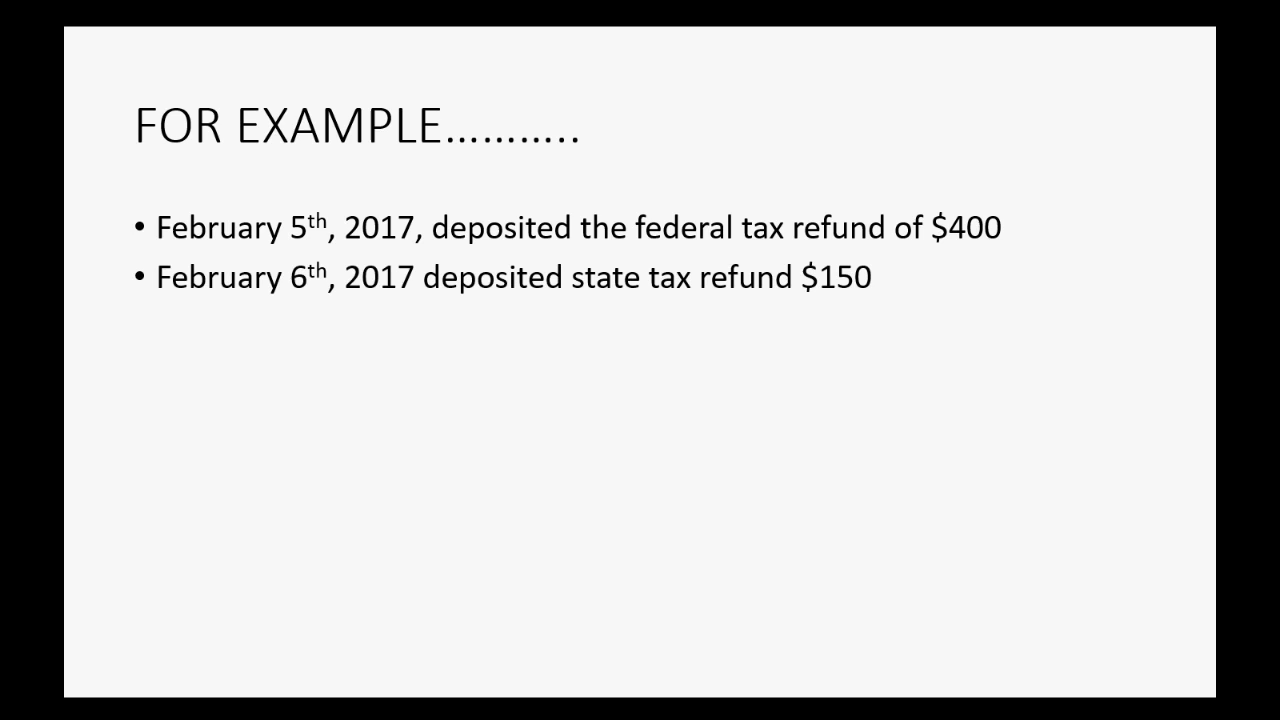 FOR EXAMPLE………..
• February 5th, 2017, deposited the federal tax refund of $400
• February 6th, 2017 deposited state tax refund $150